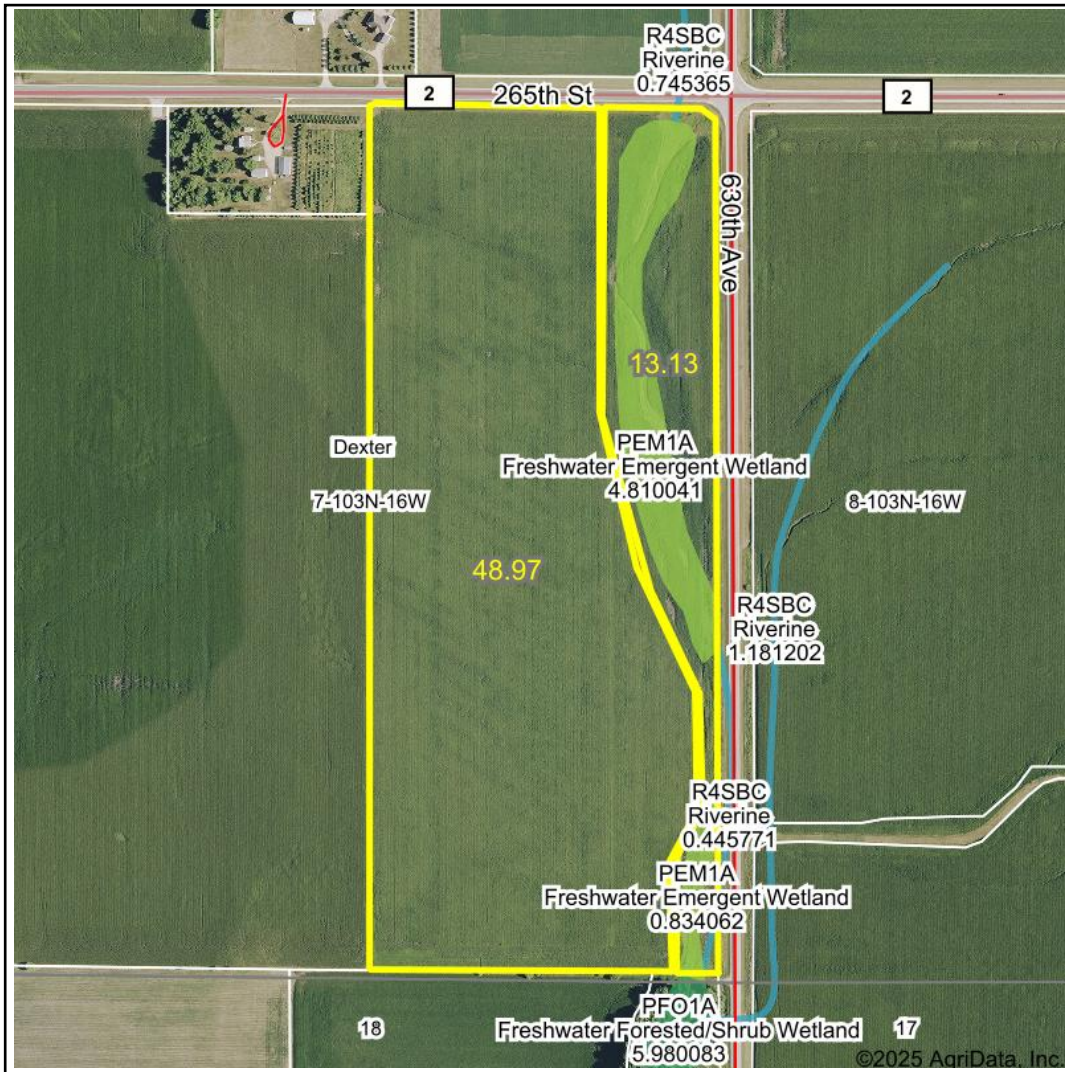 R4SBC
Riverine
0.745365
2
265th St
2
630th Ave
13.13
PEM1A
Freshwater Emergent Wetland
4.810041
Dexter
7-103N-16W
8-103N-16W
48.97
R4SBC
Riverine
1.181202
R4SBC
Riverine
0.445771
PEM1A
Freshwater Emergent Wetland
0.834062
PFO1A
Freshwater Forested/Shrub Wetland
5.980083
18
17
©2025 AgriData, Inc.